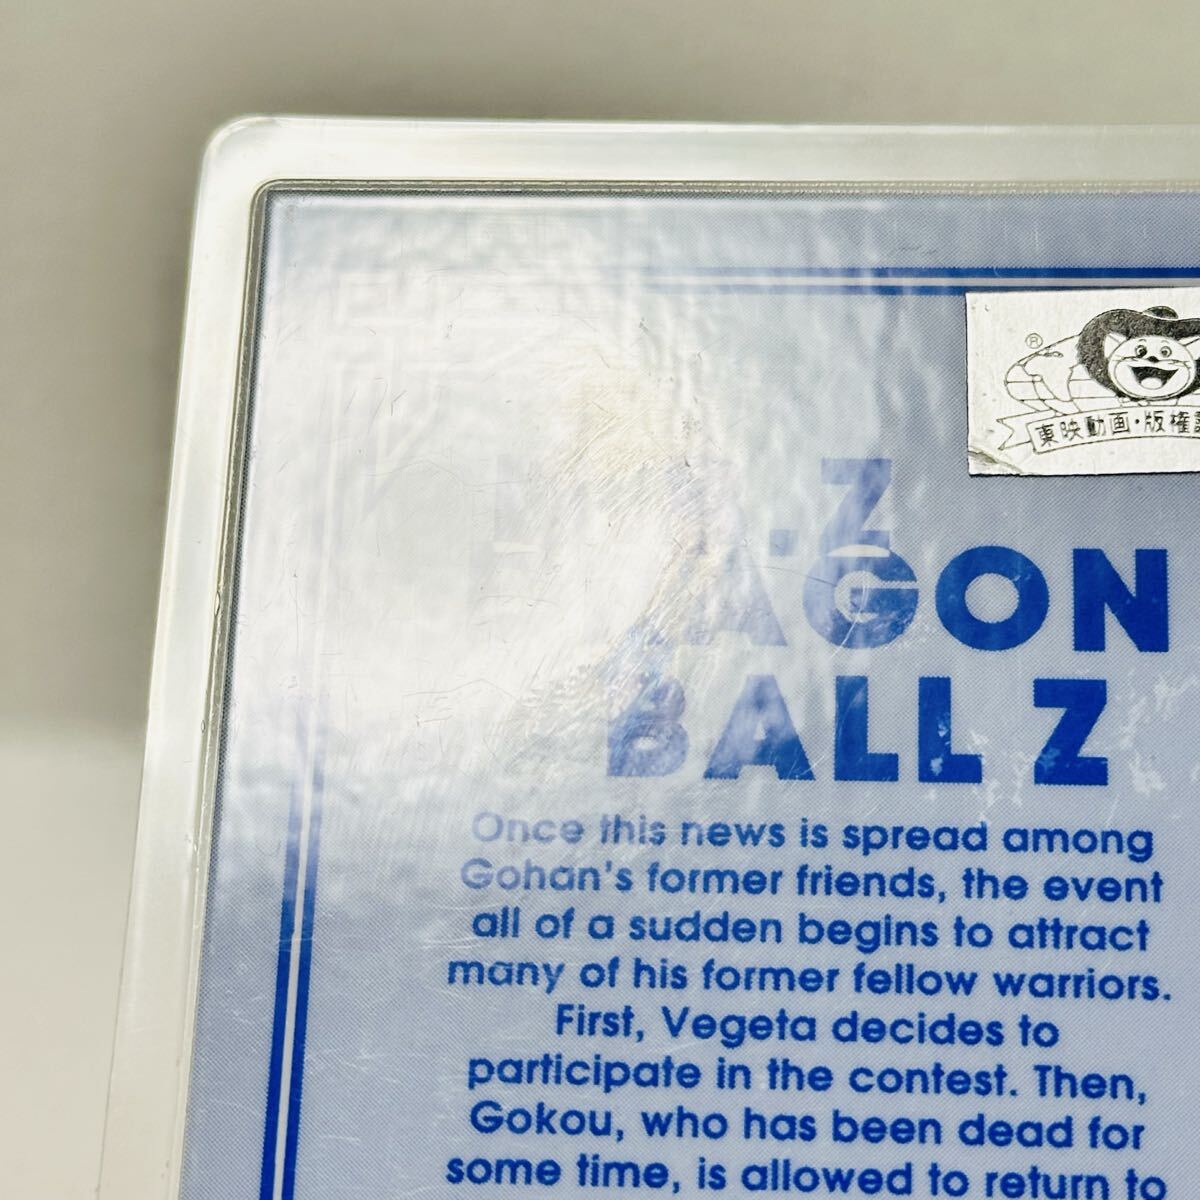 ®
東映動画・版権
.Z
AGON
BALL Z
Once this news is spread among
Gohan's former friends, the event
all of a sudden begins to attract
many of his former fellow warriors.
First, Vegeta decides to
participate in the contest. Then,
Gokou, who has been dead for
some time, is allowed to return to